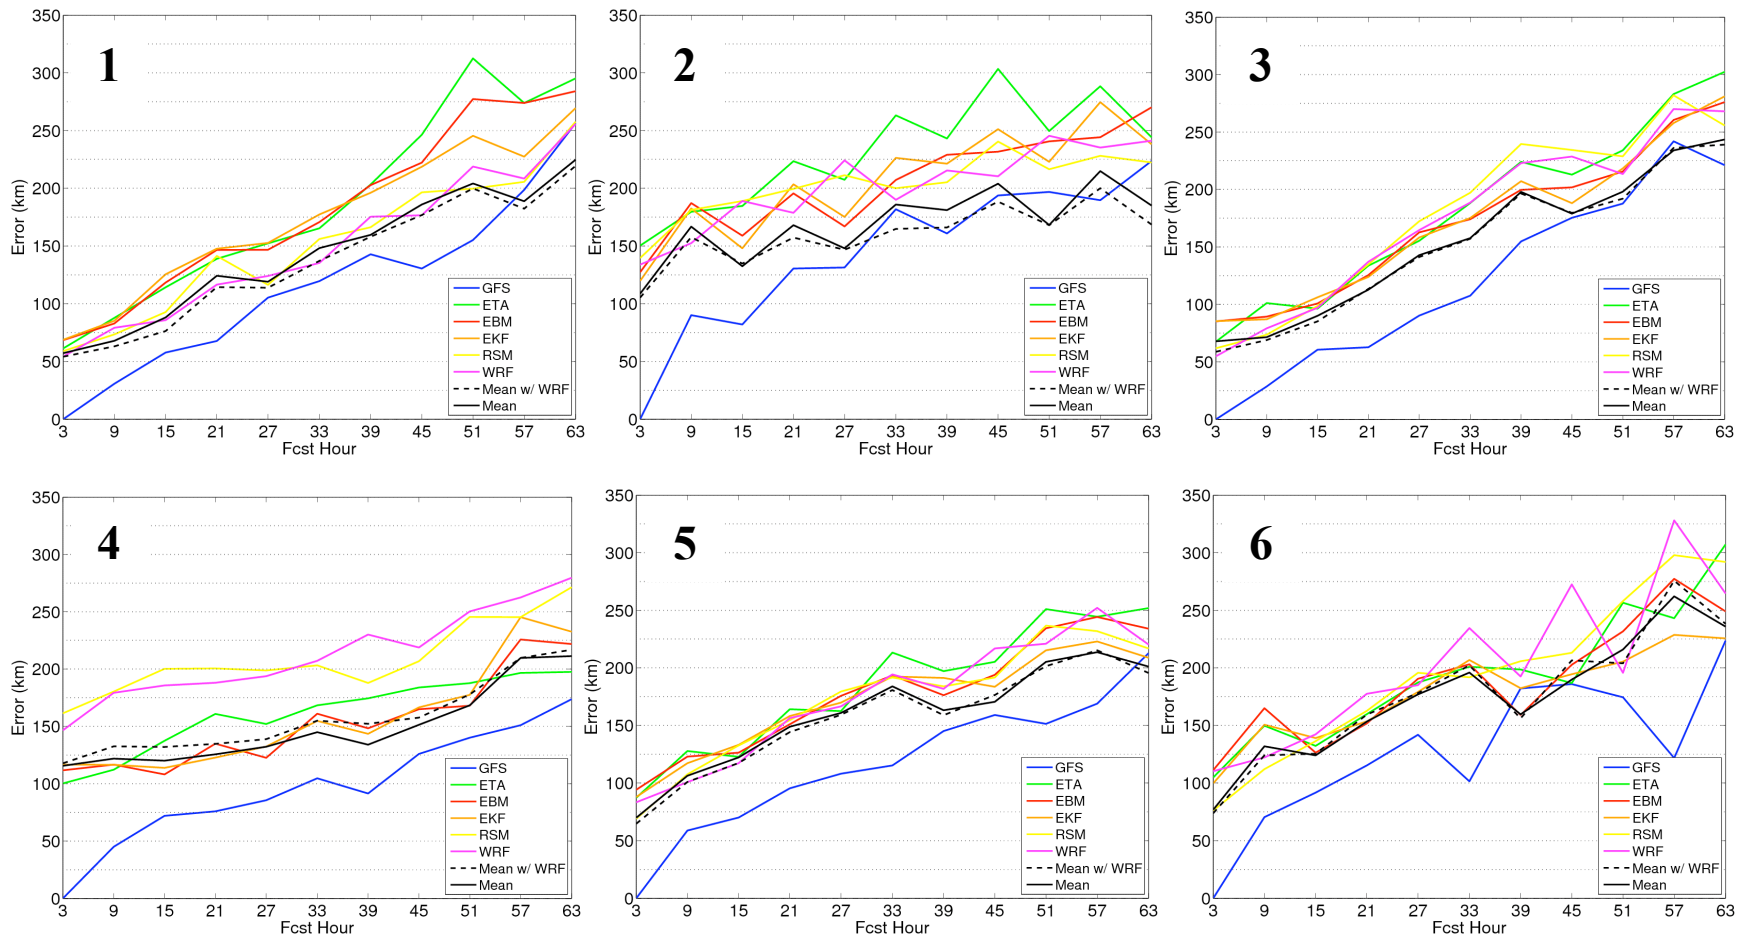 1
350
300
250
200
150
100
50
0
Error (km)
3 9 15 21 27 33 39 45 51 57 63
Fcst Hour
GFS
ETA
EBM
EKF
RSM
WRF
Mean w/ WRF
Mean
2
350
300
250
200
150
100
50
0
Error (km)
3 9 15 21 27 33 39 45 51 57 63
Fcst Hour
GFS
ETA
EBM
EKF
RSM
WRF
Mean w/ WRF
Mean
3
350
300
250
200
150
100
50
0
Error (km)
3 9 15 21 27 33 39 45 51 57 63
Fcst Hour
GFS
ETA
EBM
EKF
RSM
WRF
Mean w/ WRF
Mean
4
350
300
250
200
150
100
50
0
Error (km)
3 9 15 21 27 33 39 45 51 57 63
Fcst Hour
GFS
ETA
EBM
EKF
RSM
WRF
Mean w/ WRF
Mean
5
350
300
250
200
150
100
50
0
Error (km)
3 9 15 21 27 33 39 45 51 57 63
Fcst Hour
GFS
ETA
EBM
EKF
RSM
WRF
Mean w/ WRF
Mean
6
350
300
250
200
150
100
50
0
Error (km)
3 9 15 21 27 33 39 45 51 57 63
Fcst Hour
GFS
ETA
EBM
EKF
RSM
WRF
Mean w/ WRF
Mean